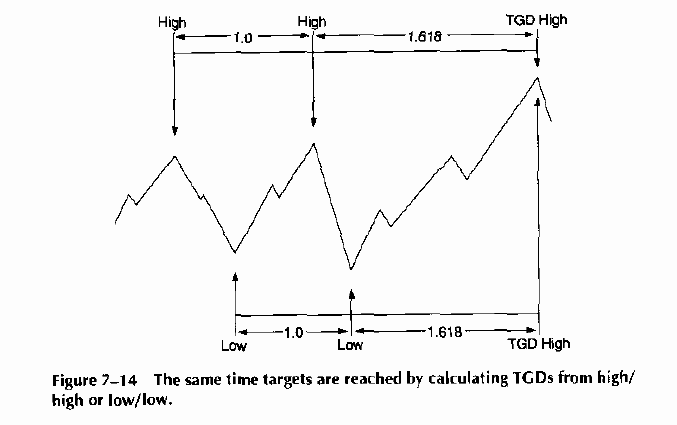 High High TGD High
1.0 1.618
1.0 1.618
Low Low TGD High
Figure 7–14 The same time targets are reached by calculating TGDs from high/
high or low/low.